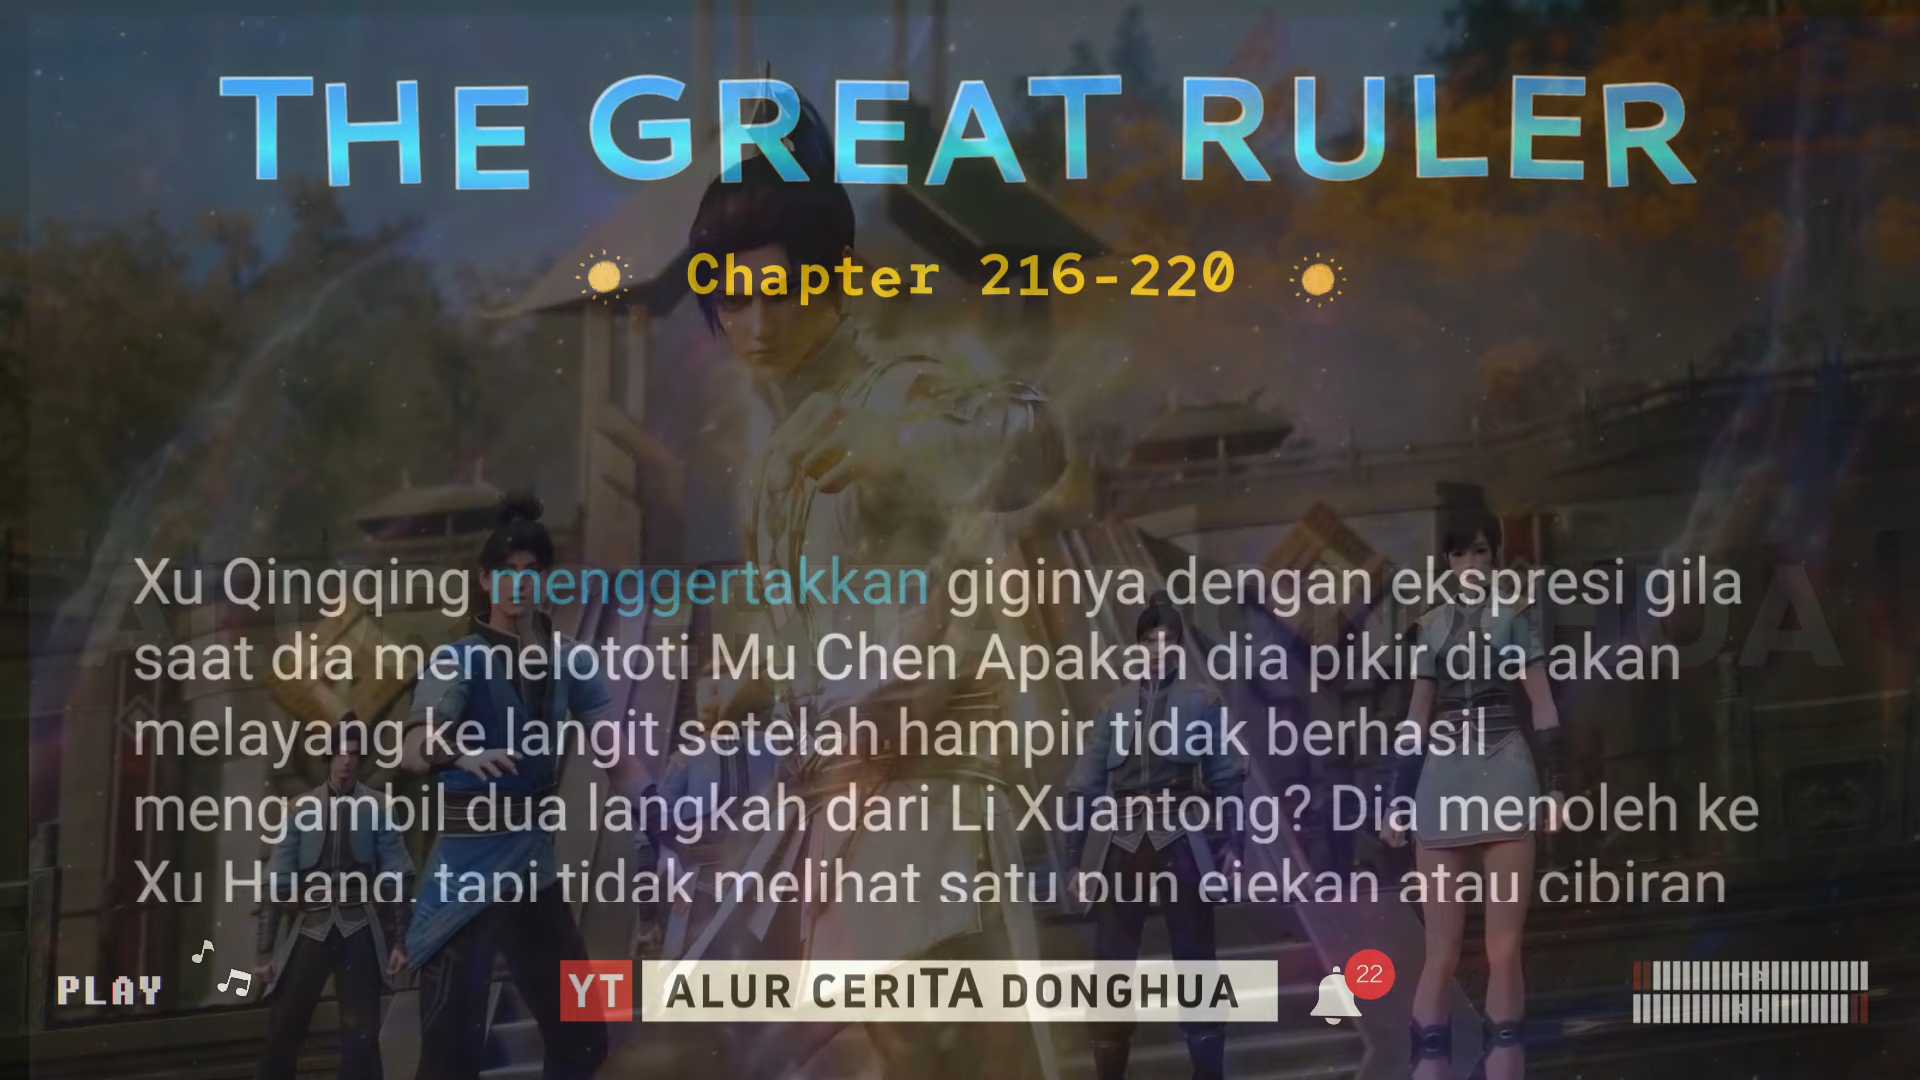 THE GREAT RULER
Chapter 216-220
Xu Qingqing menggertakkan giginya dengan ekspresi gila
saat dia memelototi Mu Chen Apakah dia pikir dia akan
melayang ke langit setelah hampir tidak berhasil
mengambil dua langkah dari Li Xuantong? Dia menoleh ke
Xu Huang, tapi tidak melihat satu pun ejekan atau cibiran
PLAY
YT ALUR CERITA DONGHUA
22